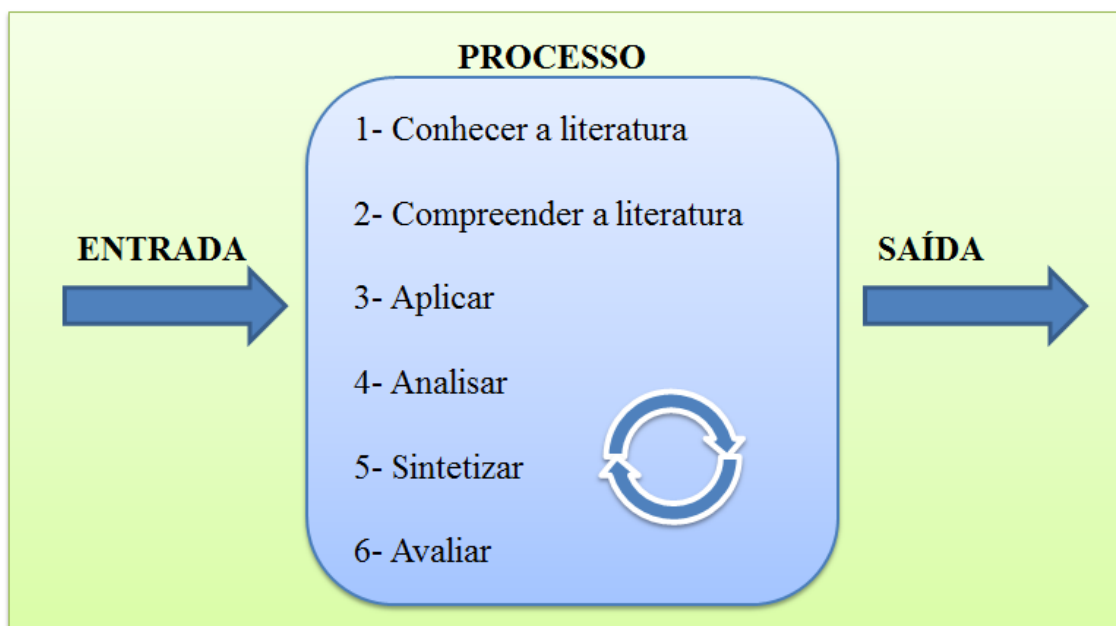 PROCESSO
1- Conhecer a literatura
2- Compreender a literatura
ENTRADA
SAÍDA
3- Aplicar
4- Analisar
5- Sintetizar
6- Avaliar